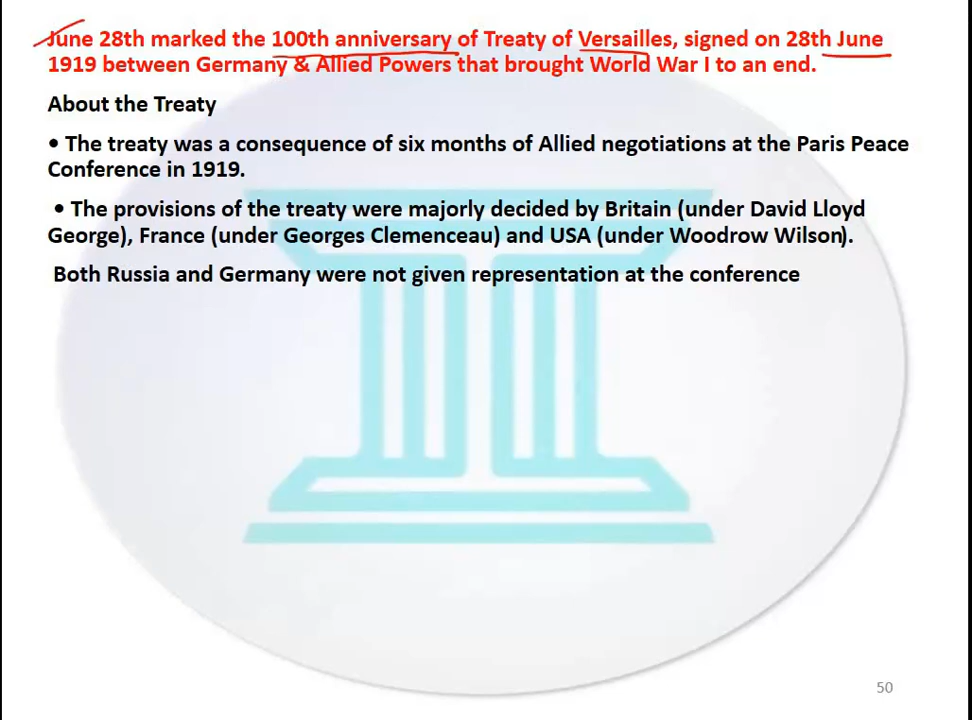 June 28th marked the 100th anniversary of Treaty of Versailles, signed on 28th June
1919 between Germany & Allied Powers that brought World War I to an end.
About the Treaty
• The treaty was a consequence of six months of Allied negotiations at the Paris Peace
Conference in 1919.
• The provisions of the treaty were majorly decided by Britain (under David Lloyd
George), France (under Georges Clemenceau) and USA (under Woodrow Wilson).
Both Russia and Germany were not given representation at the conference
50